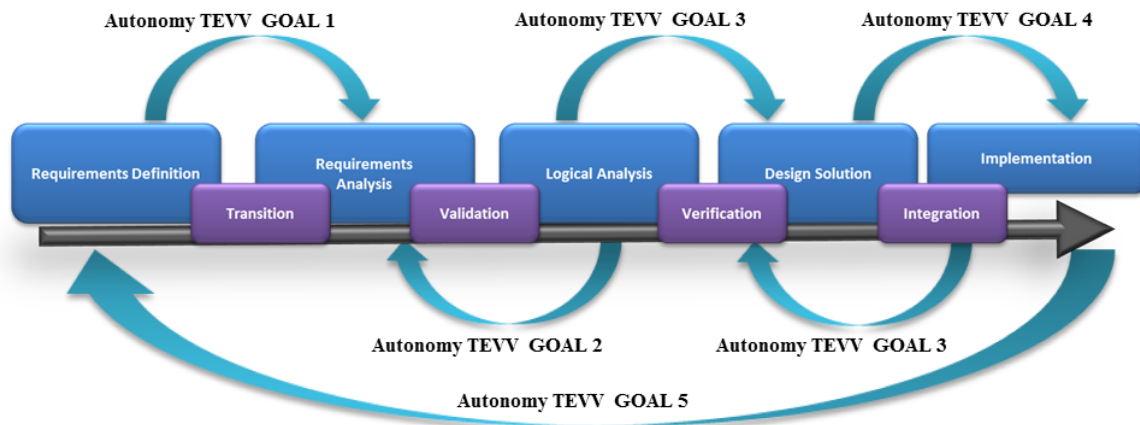 Autonomy TEVV GOAL 1
Autonomy TEVV GOAL 3
Autonomy TEVV GOAL 4
Requirements Definition
Requirements
Analysis
Logical Analysis
Design Solution
Implementation
Transition
Validation
Verification
Integration
Autonomy TEVV GOAL 2
Autonomy TEVV GOAL 3
Autonomy TEVV GOAL 5